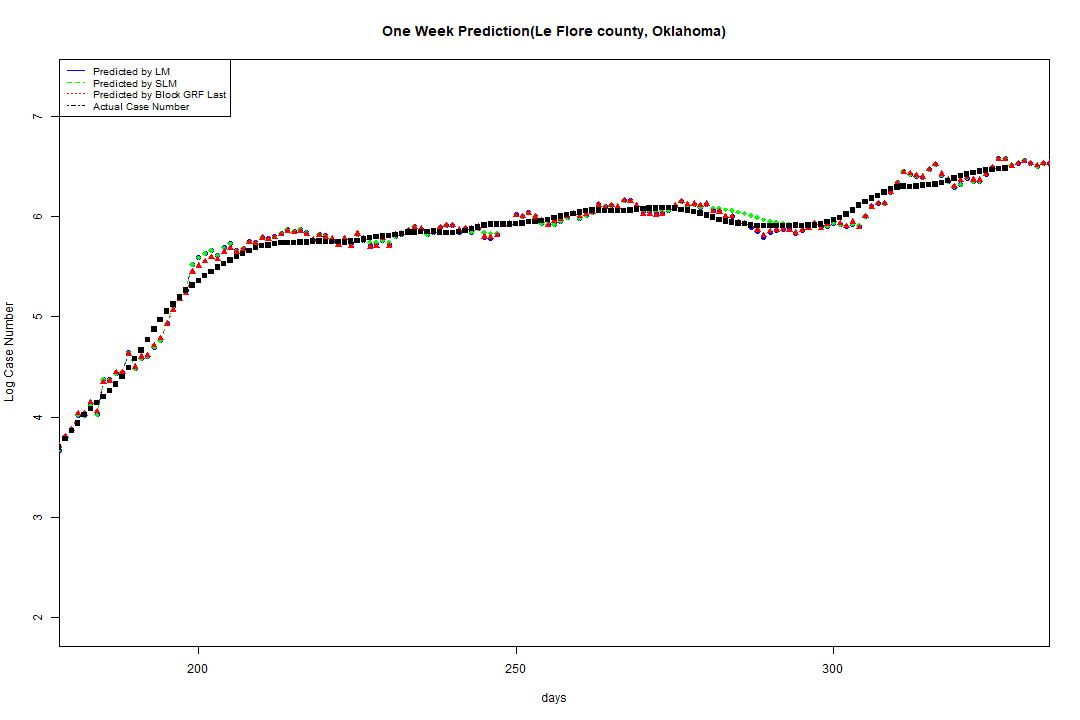 One Week Prediction(Le Flore county, Oklahoma)
Predicted by LM
Predicted by SLM
Predicted by Block GRF Last
Actual Case Number
7
6
5
4
3
2
Log Case Number
200 250 300
days